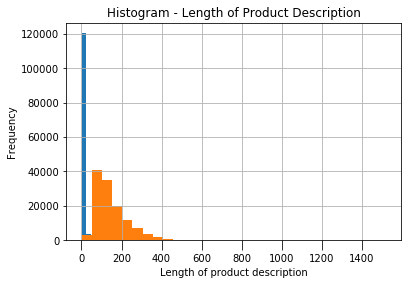 Histogram - Length of Product Description
Frequency
120000
100000
80000
60000
40000
20000
0
0 200 400 600 800 1000 1200 1400
Length of product description